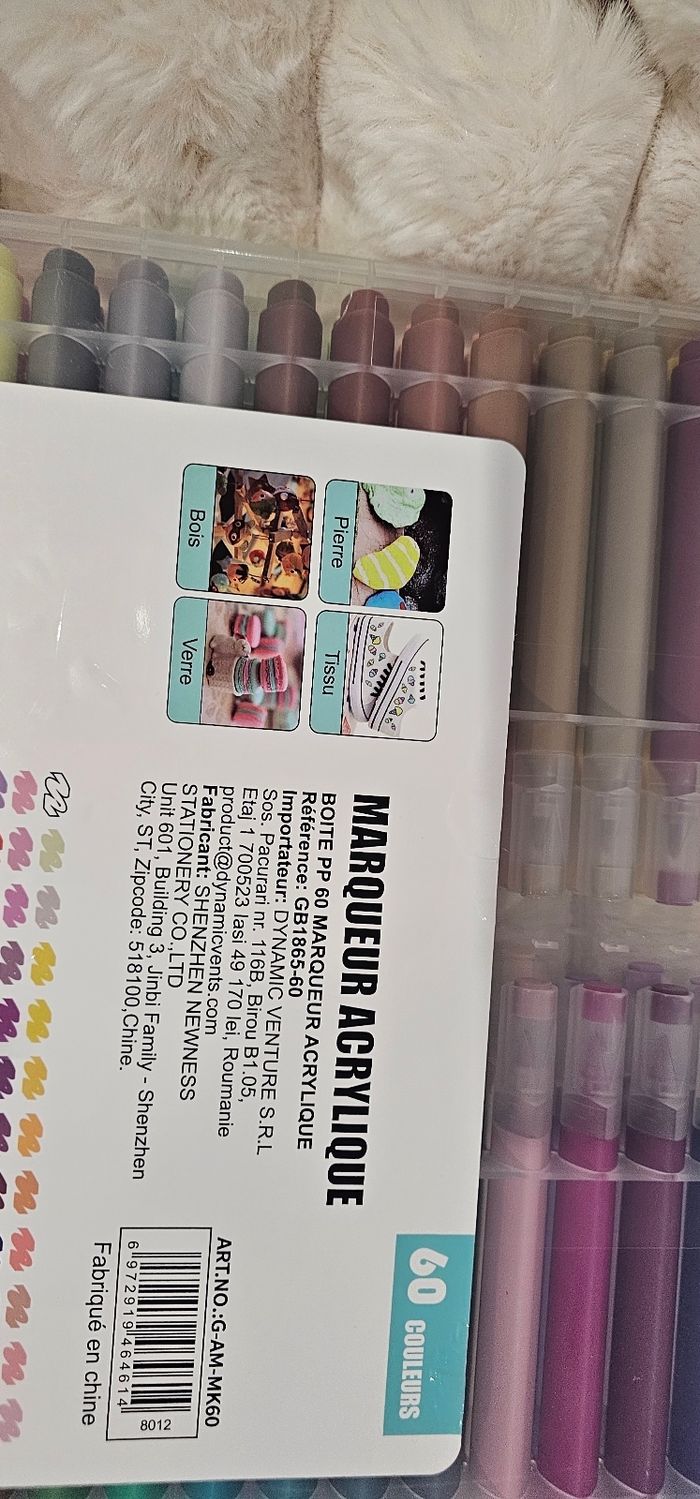 Pierre
Tissu
Bois
Verre
MARQUEUR ACRYLIQUE
BOITE PP 60 MARQUEUR ACRYLIQUE
Référence: GB1865-60
Importateur: DYNAMIC VENTURE S.R.L
Sos. Pacurari nr. 116B, Birou B1.05,
Etaj 1 700523 Iasi 49 170 lei, Roumanie
product@dynamicvents.com
Fabricant: SHENZHEN NEWNESS
STATIONERY CO.,LTD
Unit 601, Building 3, Jinbi Family - Shenzhen
City, ST, Zipcode: 518100,Chine.
60 COULEURS
ART.NO.:G-AM-MK60
6 972919 464614
8012
Fabriqué en chine